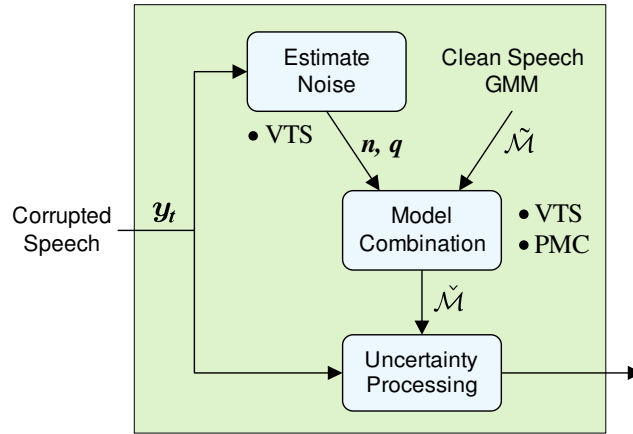 Estimate
Noise
Clean Speech
GMM
• VTS
n, q
ℳ̃
Corrupted
Speech
y_t
Model
Combination
• VTS
• PMC
ℳ̌
Uncertainty
Processing